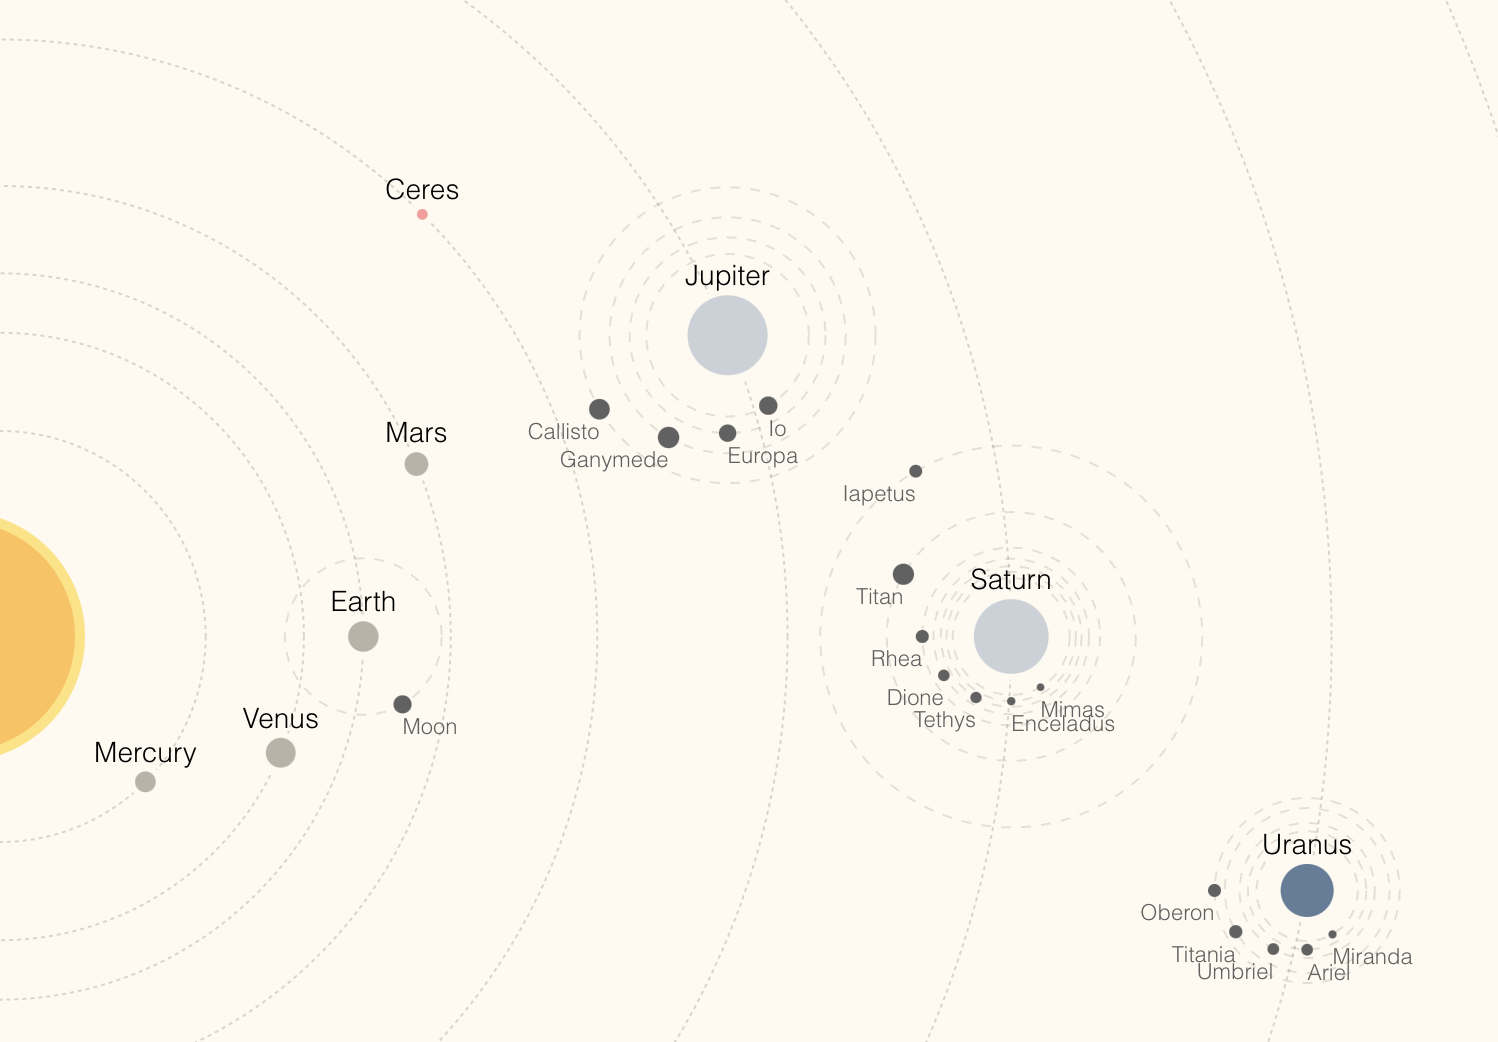 Ceres
Jupiter
Io
Callisto
Europa
Ganymede
Mars
Iapetus
Saturn
Titan
Earth
Rhea
Dione
Mimas
Tethys
Enceladus
Venus
Moon
Mercury
Uranus
Oberon
Titania
Miranda
Umbriel
Ariel